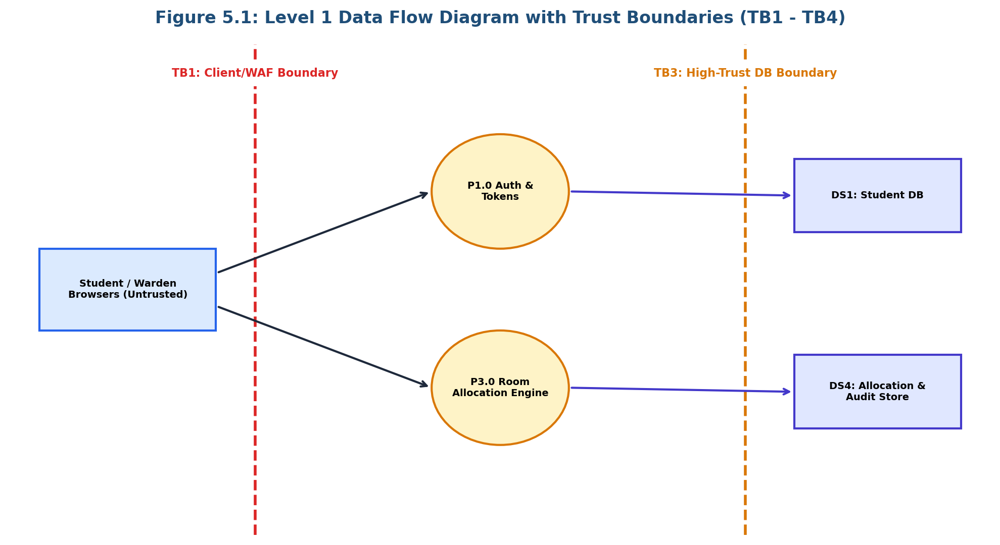 Figure 5.1: Level 1 Data Flow Diagram with Trust Boundaries (TB1 - TB4)
TB1: Client/WAF Boundary
TB3: High-Trust DB Boundary
P1.0 Auth &
Tokens
DS1: Student DB
Student / Warden
Browsers (Untrusted)
P3.0 Room
Allocation Engine
DS4: Allocation &
Audit Store